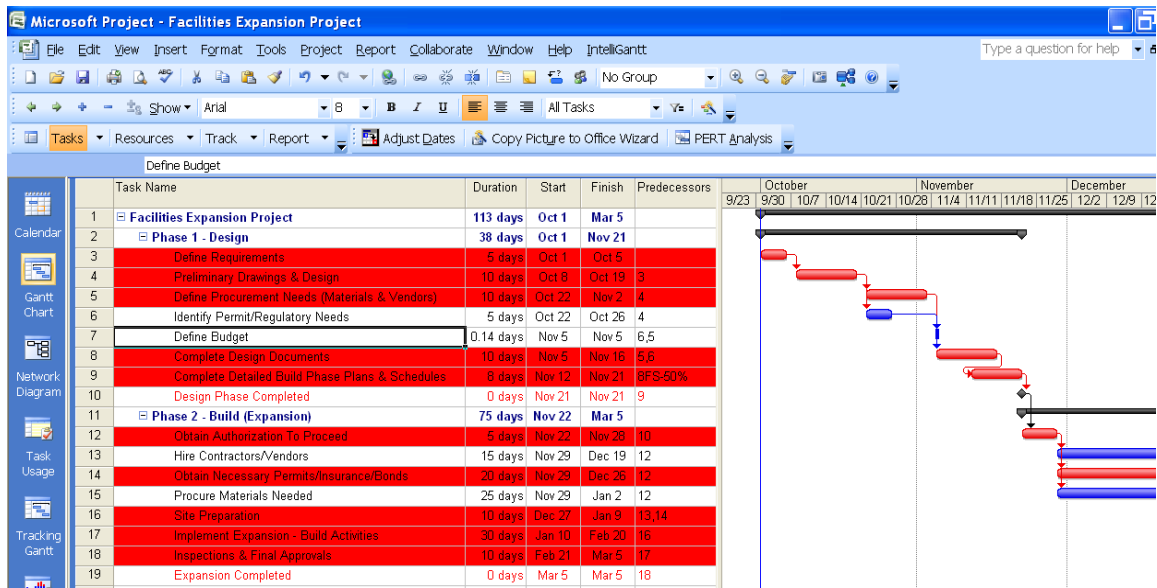 Microsoft Project - Facilities Expansion Project
File Edit View Insert Format Tools Project Report Collaborate Window Help IntelliGantt Type a question for help
No Group
Show Arial 8 B I U All Tasks
Tasks Resources Track Report Adjust Dates Copy Picture to Office Wizard PERT Analysis
Define Budget
Task Name Duration Start Finish Predecessors October November December
9/23 9/30 10/7 10/14 10/21 10/28 11/4 11/11 11/18 11/25 12/2 12/9 12
1 Facilities Expansion Project 113 days Oct 1 Mar 5
2 Phase 1 - Design 38 days Oct 1 Nov 21
3 Define Requirements 5 days Oct 1 Oct 5
4 Preliminary Drawings & Design 10 days Oct 8 Oct 19 3
5 Define Procurement Needs (Materials & Vendors) 10 days Oct 22 Nov 2 4
6 Identify Permit/Regulatory Needs 5 days Oct 22 Oct 26 4
7 Define Budget 0.14 days Nov 5 Nov 5 6,5
8 Complete Design Documents 10 days Nov 5 Nov 16 5,6
9 Complete Detailed Build Phase Plans & Schedules 8 days Nov 12 Nov 21 8FS-50%
10 Design Phase Completed 0 days Nov 21 Nov 21 9
11 Phase 2 - Build (Expansion) 75 days Nov 22 Mar 5
12 Obtain Authorization To Proceed 5 days Nov 22 Nov 28 10
13 Hire Contractors/Vendors 15 days Nov 29 Dec 19 12
14 Obtain Necessary Permits/Insurance/Bonds 20 days Nov 29 Dec 26 12
15 Procure Materials Needed 25 days Nov 29 Jan 2 12
16 Site Preparation 10 days Dec 27 Jan 9 13,14
17 Implement Expansion - Build Activities 30 days Jan 10 Feb 20 16
18 Inspections & Final Approvals 10 days Feb 21 Mar 5 17
19 Expansion Completed 0 days Mar 5 Mar 5 18
Calendar
Gantt
Chart
Network
Diagram
Task
Usage
Tracking
Gantt